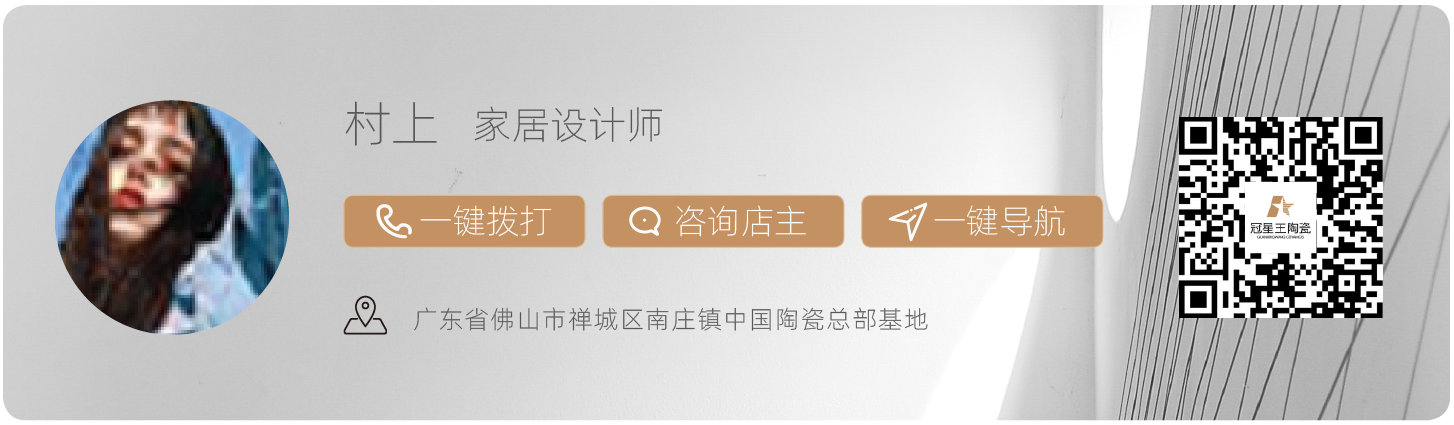 村上 家居设计师
一键拨打 咨询店主 一键导航
冠星王陶瓷
广东省佛山市禅城区南庄镇中国陶瓷总部基地